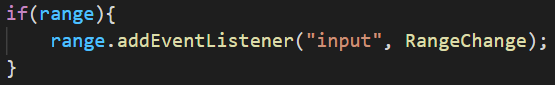 if(range){
    range.addEventListener("input", RangeChange);
}